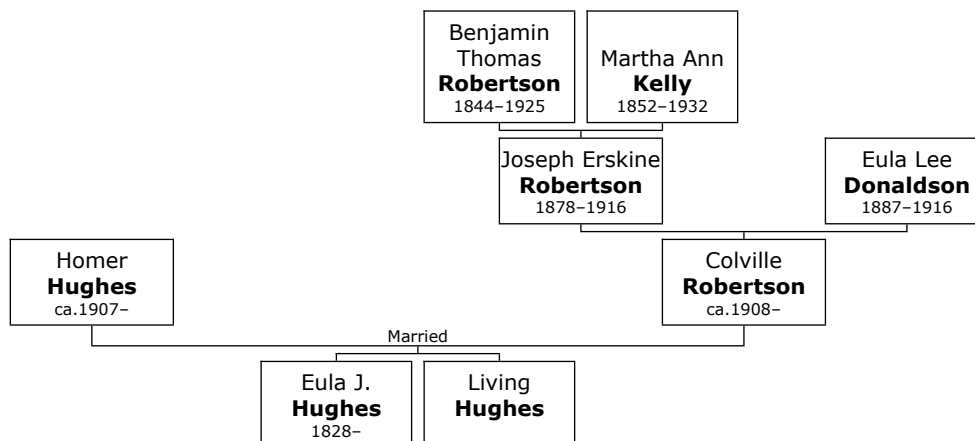 Benjamin
Thomas
Robertson
1844–1925
Martha Ann
Kelly
1852–1932
Joseph Erskine
Robertson
1878–1916
Eula Lee
Donaldson
1887–1916
Homer
Hughes
ca.1907–
Colville
Robertson
ca.1908–
Married
Eula J.
Hughes
1828–
Living
Hughes